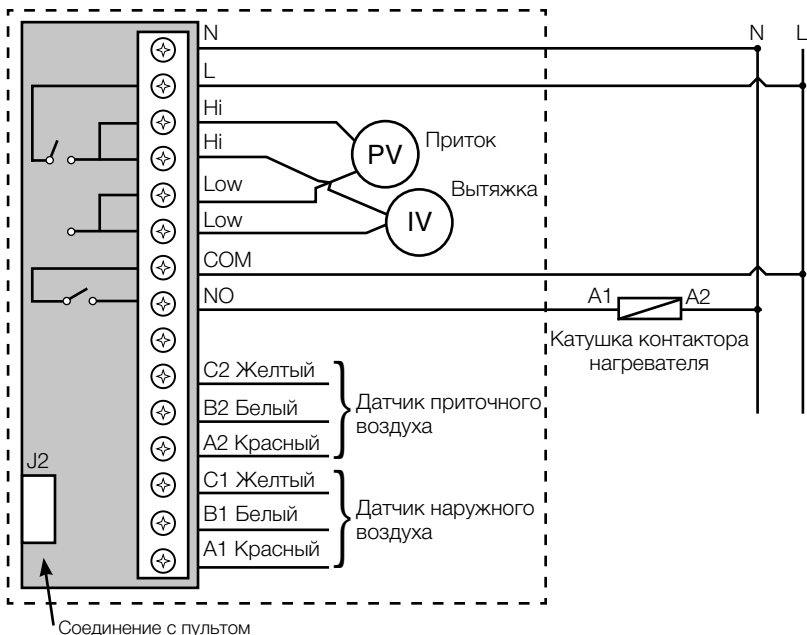 N
N L
L
Hi
Hi
PV
Приток
Low
Вытяжка
Low
IV
COM
NO
A1 A2
Катушка контактора
нагревателя
C2 Желтый
B2 Белый
A2 Красный
Датчик приточного
воздуха
J2
C1 Желтый
B1 Белый
A1 Красный
Датчик наружного
воздуха
Соединение с пультом